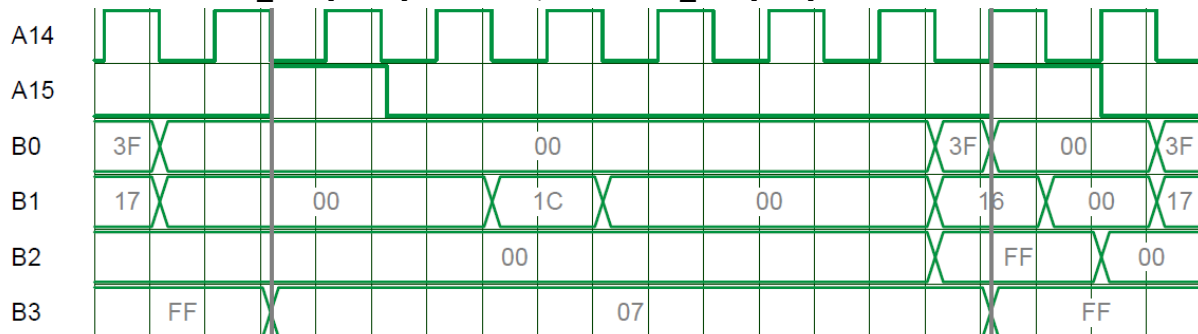 A14
A15
B0 3F 00 3F 00 3F
B1 17 00 1C 00 16 00 17
B2 00 FF 00
B3 FF 07 FF